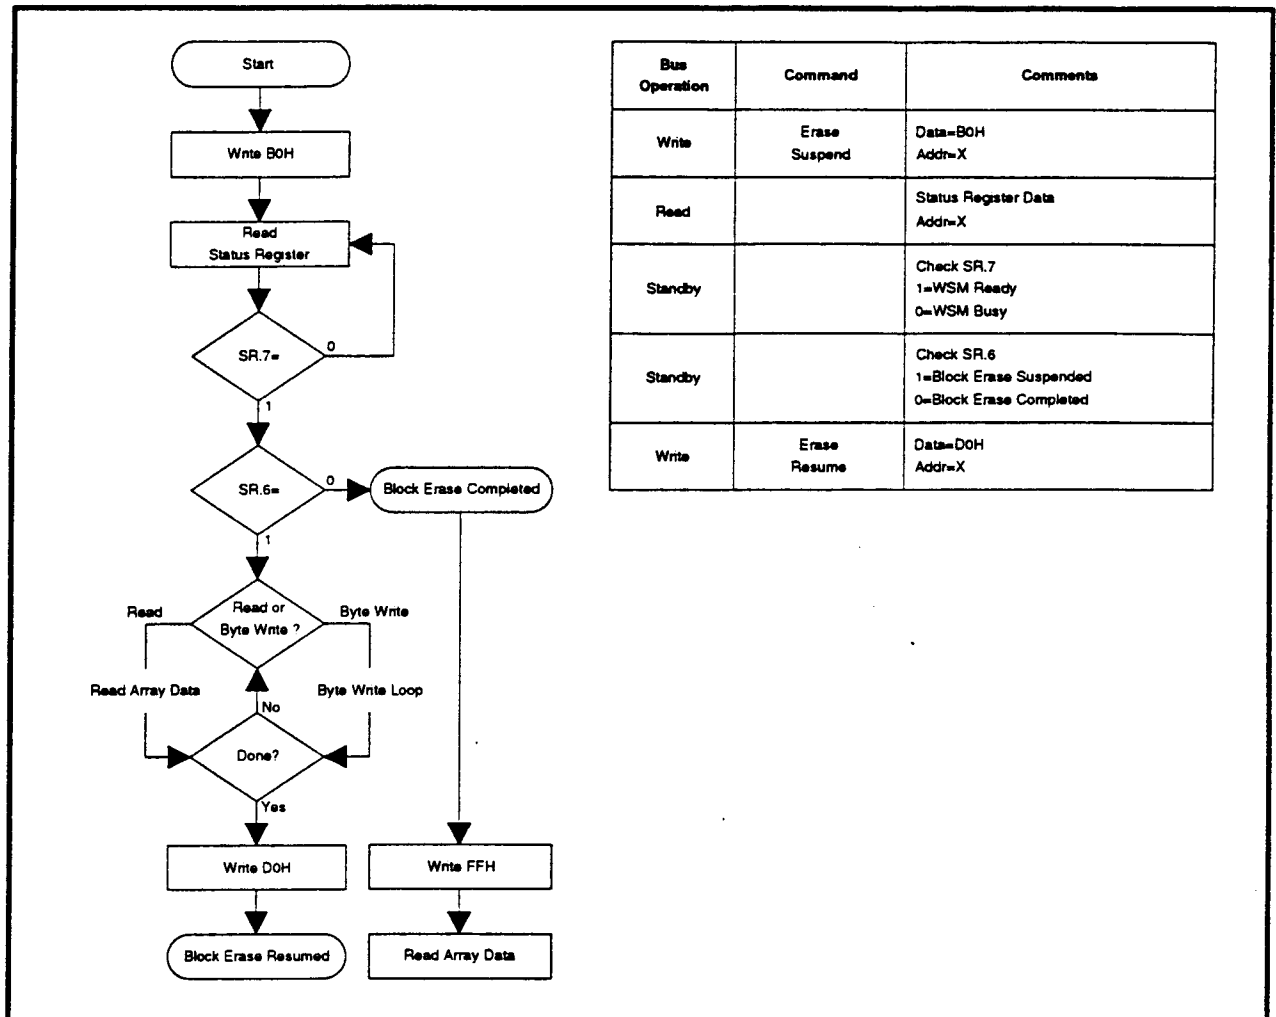 Start
Write B0H
Read
Status Register
SR.7=
0
1
SR.6=
0
Block Erase Completed
1
Read or
Byte Write ?
Read
Byte Write
Read Array Data
Byte Write Loop
No
Done?
Yes
Write D0H
Write FFH
Block Erase Resumed
Read Array Data
Bus
Operation
Command
Comments
Write
Erase
Suspend
Data=B0H
Addr=X
Read
Status Register Data
Addr=X
Standby
Check SR.7
1=WSM Ready
0=WSM Busy
Standby
Check SR.6
1=Block Erase Suspended
0=Block Erase Completed
Write
Erase
Resume
Data=D0H
Addr=X